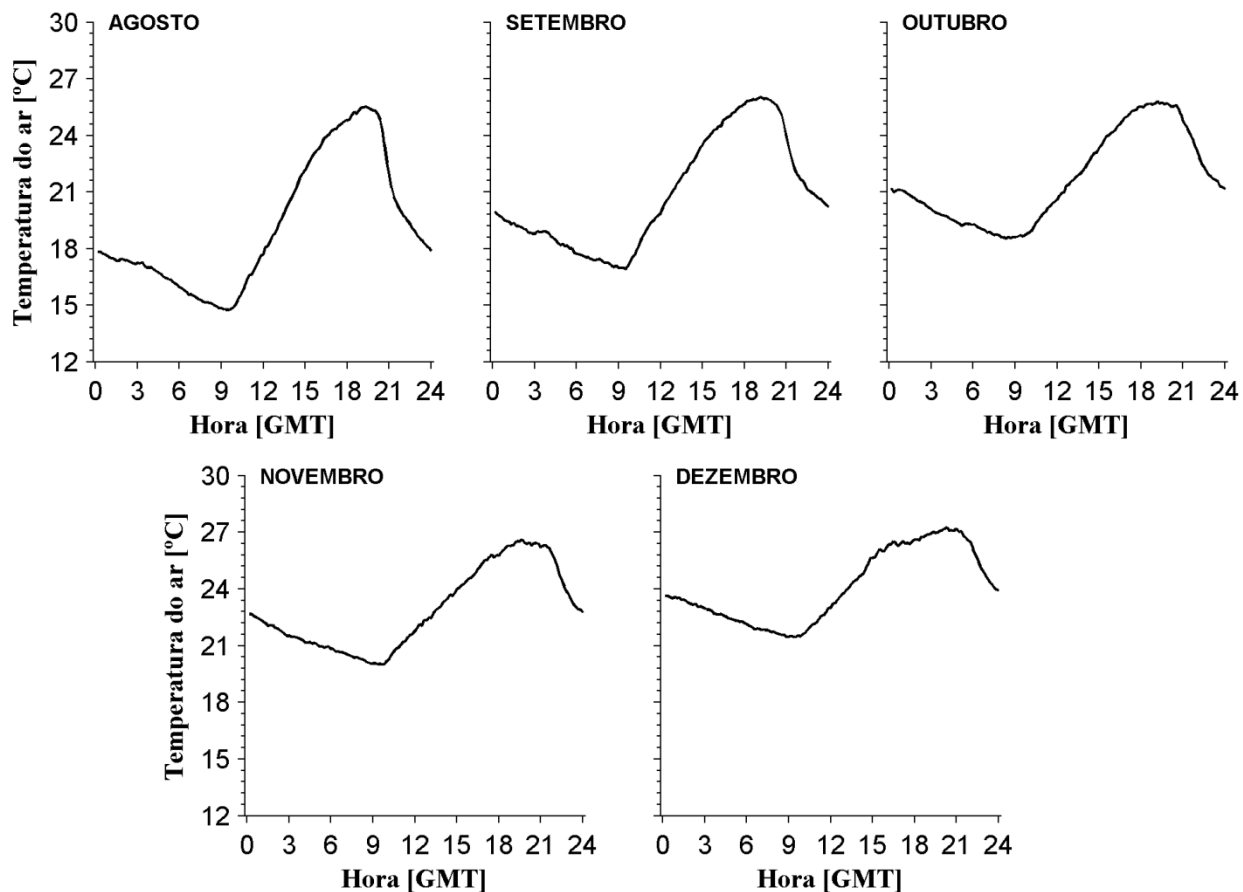 AGOSTO
SETEMBRO
OUTUBRO
Temperatura do ar [ºC]
30
27
24
21
18
15
12
0 3 6 9 12 15 18 21 24
0 3 6 9 12 15 18 21 24
0 3 6 9 12 15 18 21 24
Hora [GMT]
Hora [GMT]
Hora [GMT]
NOVEMBRO
DEZEMBRO
Temperatura do ar [ºC]
30
27
24
21
18
15
12
0 3 6 9 12 15 18 21 24
0 3 6 9 12 15 18 21 24
Hora [GMT]
Hora [GMT]